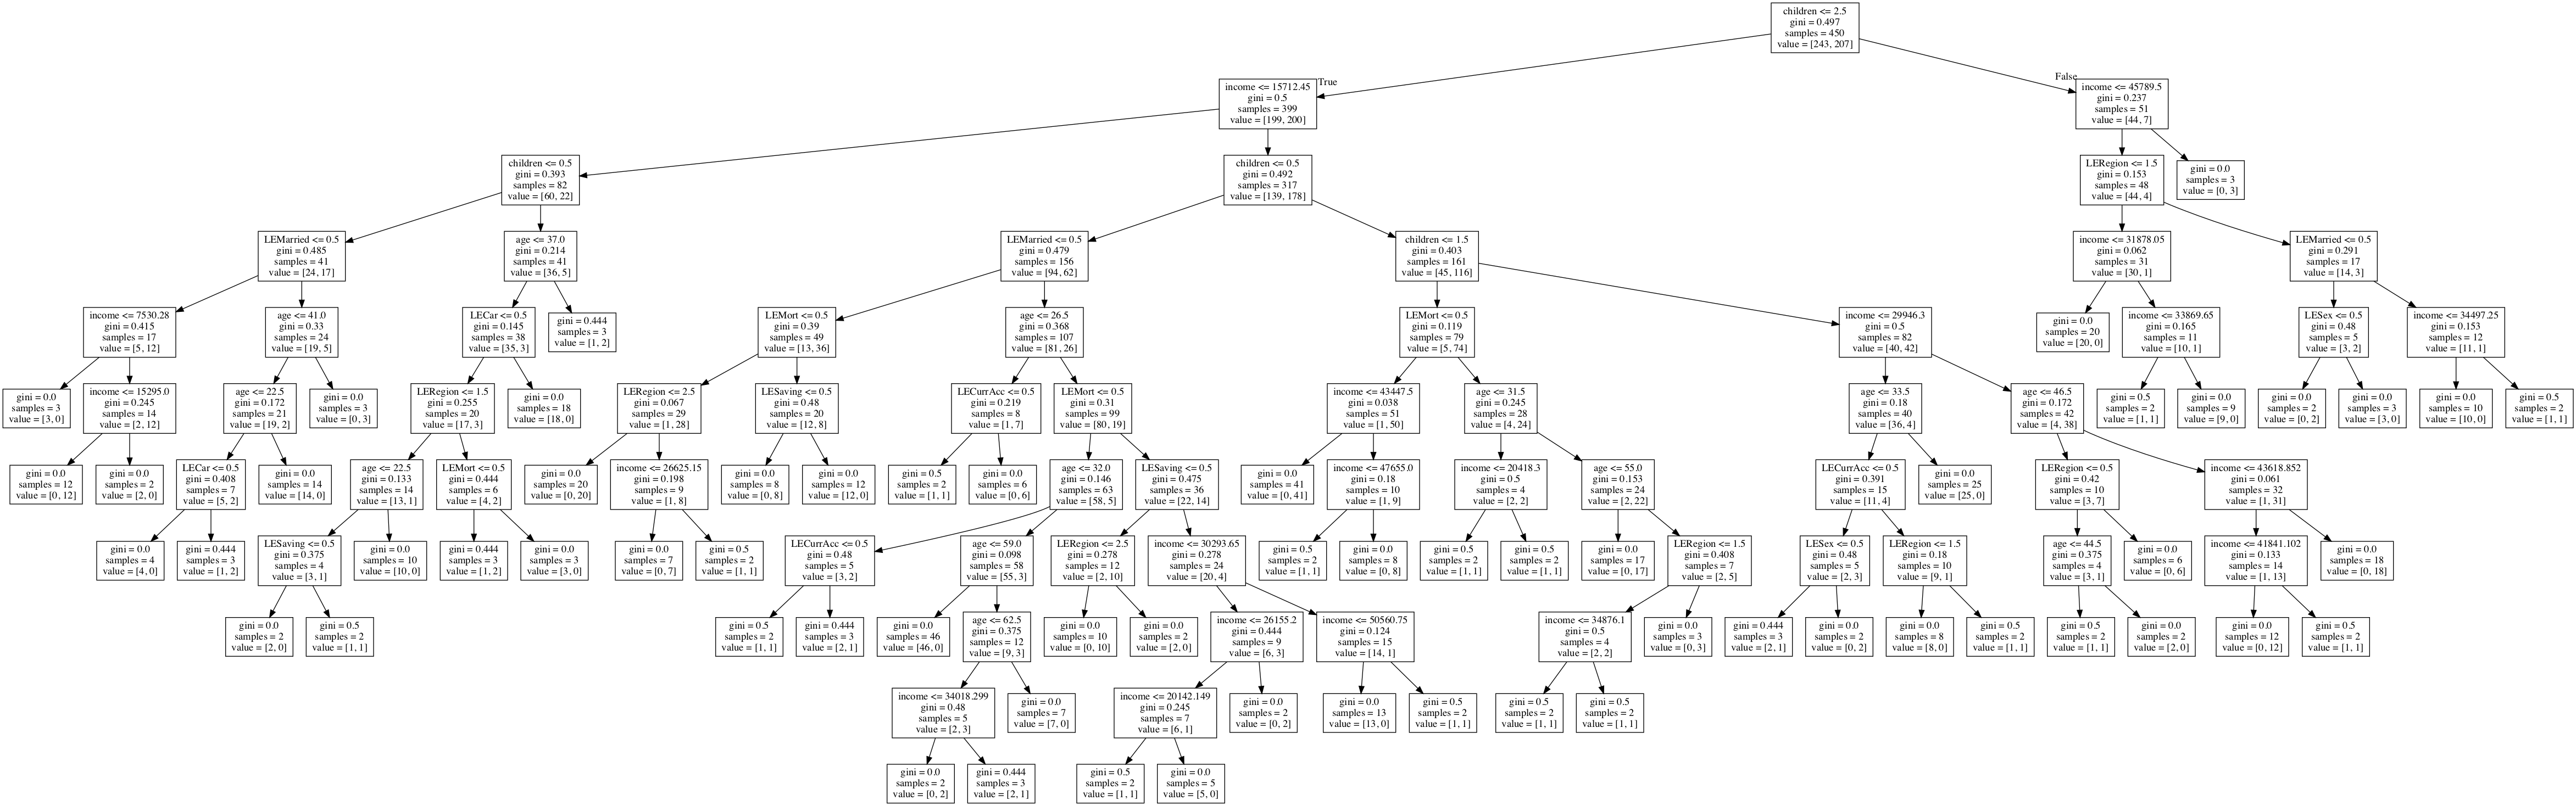 children <= 2.5
gini = 0.497
samples = 450
value = [243, 207]
True
False
income <= 15712.45
gini = 0.5
samples = 399
value = [199, 200]
income <= 45789.5
gini = 0.237
samples = 51
value = [44, 7]
children <= 0.5
gini = 0.393
samples = 82
value = [60, 22]
children <= 0.5
gini = 0.492
samples = 317
value = [139, 178]
LERegion <= 1.5
gini = 0.153
samples = 48
value = [44, 4]
gini = 0.0
samples = 3
value = [0, 3]
LEMarried <= 0.5
gini = 0.485
samples = 41
value = [24, 17]
age <= 37.0
gini = 0.214
samples = 41
value = [36, 5]
LEMarried <= 0.5
gini = 0.479
samples = 156
value = [94, 62]
children <= 1.5
gini = 0.403
samples = 161
value = [45, 116]
income <= 31878.05
gini = 0.062
samples = 31
value = [30, 1]
LEMarried <= 0.5
gini = 0.291
samples = 17
value = [14, 3]
income <= 7530.28
gini = 0.415
samples = 17
value = [5, 12]
age <= 41.0
gini = 0.33
samples = 24
value = [19, 5]
LECar <= 0.5
gini = 0.145
samples = 38
value = [35, 3]
gini = 0.444
samples = 3
value = [1, 2]
LEMort <= 0.5
gini = 0.39
samples = 49
value = [13, 36]
age <= 26.5
gini = 0.368
samples = 107
value = [81, 26]
LEMort <= 0.5
gini = 0.119
samples = 79
value = [5, 74]
income <= 29946.3
gini = 0.5
samples = 82
value = [40, 42]
gini = 0.0
samples = 20
value = [20, 0]
income <= 33869.65
gini = 0.165
samples = 11
value = [10, 1]
LESex <= 0.5
gini = 0.48
samples = 5
value = [3, 2]
income <= 34497.25
gini = 0.153
samples = 12
value = [11, 1]
gini = 0.0
samples = 3
value = [3, 0]
income <= 15295.0
gini = 0.245
samples = 14
value = [2, 12]
age <= 22.5
gini = 0.172
samples = 21
value = [19, 2]
gini = 0.0
samples = 3
value = [0, 3]
LERegion <= 1.5
gini = 0.255
samples = 20
value = [17, 3]
gini = 0.0
samples = 18
value = [18, 0]
LERegion <= 2.5
gini = 0.067
samples = 29
value = [1, 28]
LESaving <= 0.5
gini = 0.48
samples = 20
value = [12, 8]
LECurrAcc <= 0.5
gini = 0.219
samples = 8
value = [1, 7]
LEMort <= 0.5
gini = 0.31
samples = 99
value = [80, 19]
income <= 43447.5
gini = 0.038
samples = 51
value = [1, 50]
age <= 31.5
gini = 0.245
samples = 28
value = [4, 24]
age <= 33.5
gini = 0.18
samples = 40
value = [36, 4]
age <= 46.5
gini = 0.172
samples = 42
value = [4, 38]
gini = 0.5
samples = 2
value = [1, 1]
gini = 0.0
samples = 9
value = [9, 0]
gini = 0.0
samples = 2
value = [0, 2]
gini = 0.0
samples = 3
value = [3, 0]
gini = 0.0
samples = 10
value = [10, 0]
gini = 0.5
samples = 2
value = [1, 1]
gini = 0.0
samples = 12
value = [0, 12]
gini = 0.0
samples = 2
value = [2, 0]
LECar <= 0.5
gini = 0.408
samples = 7
value = [5, 2]
gini = 0.0
samples = 14
value = [14, 0]
age <= 22.5
gini = 0.133
samples = 14
value = [13, 1]
LEMort <= 0.5
gini = 0.444
samples = 6
value = [4, 2]
gini = 0.0
samples = 20
value = [0, 20]
income <= 26625.15
gini = 0.198
samples = 9
value = [1, 8]
gini = 0.0
samples = 8
value = [0, 8]
gini = 0.0
samples = 12
value = [12, 0]
gini = 0.5
samples = 2
value = [1, 1]
gini = 0.0
samples = 6
value = [0, 6]
age <= 32.0
gini = 0.146
samples = 63
value = [58, 5]
LESaving <= 0.5
gini = 0.475
samples = 36
value = [22, 14]
gini = 0.0
samples = 41
value = [0, 41]
income <= 47655.0
gini = 0.18
samples = 10
value = [1, 9]
income <= 20418.3
gini = 0.5
samples = 4
value = [2, 2]
age <= 55.0
gini = 0.153
samples = 24
value = [2, 22]
LECurrAcc <= 0.5
gini = 0.391
samples = 15
value = [11, 4]
gini = 0.0
samples = 25
value = [25, 0]
LERegion <= 0.5
gini = 0.42
samples = 10
value = [3, 7]
income <= 43618.852
gini = 0.061
samples = 32
value = [1, 31]
gini = 0.0
samples = 4
value = [4, 0]
gini = 0.444
samples = 3
value = [1, 2]
LESaving <= 0.5
gini = 0.375
samples = 4
value = [3, 1]
gini = 0.0
samples = 10
value = [10, 0]
gini = 0.444
samples = 3
value = [1, 2]
gini = 0.0
samples = 3
value = [3, 0]
gini = 0.0
samples = 7
value = [0, 7]
gini = 0.5
samples = 2
value = [1, 1]
LECurrAcc <= 0.5
gini = 0.48
samples = 5
value = [3, 2]
age <= 59.0
gini = 0.098
samples = 58
value = [55, 3]
LERegion <= 2.5
gini = 0.278
samples = 12
value = [2, 10]
income <= 30293.65
gini = 0.278
samples = 24
value = [20, 4]
gini = 0.5
samples = 2
value = [1, 1]
gini = 0.0
samples = 8
value = [0, 8]
gini = 0.5
samples = 2
value = [1, 1]
gini = 0.5
samples = 2
value = [1, 1]
gini = 0.0
samples = 17
value = [0, 17]
LERegion <= 1.5
gini = 0.408
samples = 7
value = [2, 5]
LESex <= 0.5
gini = 0.48
samples = 5
value = [2, 3]
LERegion <= 1.5
gini = 0.18
samples = 10
value = [9, 1]
age <= 44.5
gini = 0.375
samples = 4
value = [3, 1]
gini = 0.0
samples = 6
value = [0, 6]
income <= 41841.102
gini = 0.133
samples = 14
value = [1, 13]
gini = 0.0
samples = 18
value = [0, 18]
gini = 0.0
samples = 2
value = [2, 0]
gini = 0.5
samples = 2
value = [1, 1]
gini = 0.5
samples = 2
value = [1, 1]
gini = 0.444
samples = 3
value = [2, 1]
gini = 0.0
samples = 46
value = [46, 0]
age <= 62.5
gini = 0.375
samples = 12
value = [9, 3]
gini = 0.0
samples = 10
value = [0, 10]
gini = 0.0
samples = 2
value = [2, 0]
income <= 26155.2
gini = 0.444
samples = 9
value = [6, 3]
income <= 50560.75
gini = 0.124
samples = 15
value = [14, 1]
income <= 34876.1
gini = 0.5
samples = 4
value = [2, 2]
gini = 0.0
samples = 3
value = [0, 3]
gini = 0.444
samples = 3
value = [2, 1]
gini = 0.0
samples = 2
value = [0, 2]
gini = 0.0
samples = 8
value = [8, 0]
gini = 0.5
samples = 2
value = [1, 1]
gini = 0.5
samples = 2
value = [1, 1]
gini = 0.0
samples = 2
value = [2, 0]
gini = 0.0
samples = 12
value = [0, 12]
gini = 0.5
samples = 2
value = [1, 1]
income <= 34018.299
gini = 0.48
samples = 5
value = [2, 3]
gini = 0.0
samples = 7
value = [7, 0]
income <= 20142.149
gini = 0.245
samples = 7
value = [6, 1]
gini = 0.0
samples = 2
value = [0, 2]
gini = 0.0
samples = 13
value = [13, 0]
gini = 0.5
samples = 2
value = [1, 1]
gini = 0.5
samples = 2
value = [1, 1]
gini = 0.5
samples = 2
value = [1, 1]
gini = 0.0
samples = 2
value = [0, 2]
gini = 0.444
samples = 3
value = [2, 1]
gini = 0.5
samples = 2
value = [1, 1]
gini = 0.0
samples = 5
value = [5, 0]